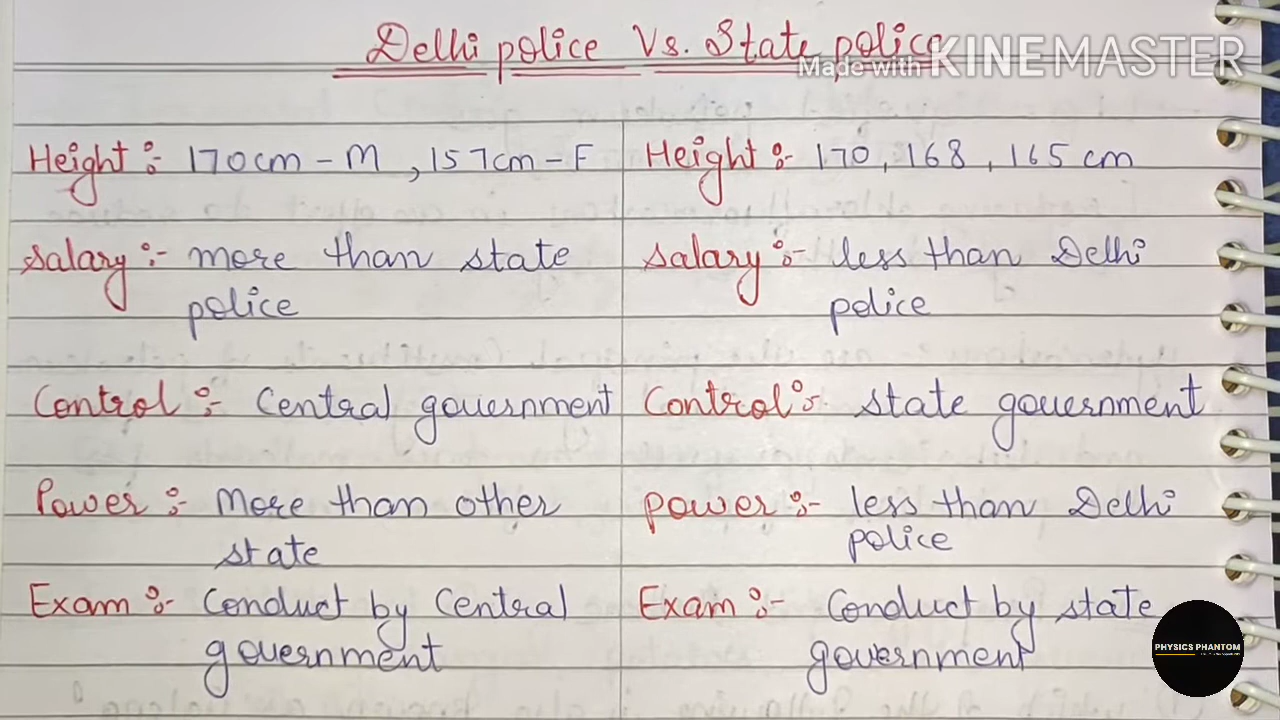 Delhi police Vs. State police
Made with KINEMASTER
Height :- 170cm - M , 157cm - F
Salary :- more than state
police
Control :- Central government
Power :- More than other
state
Exam :- Conduct by Central
government
Height :- 170, 168, 165 cm
Salary :- less than Delhi
police
Control :- state government
power :- less than Delhi
police
Exam :- Conduct by state
government
PHYSICS PHANTOM